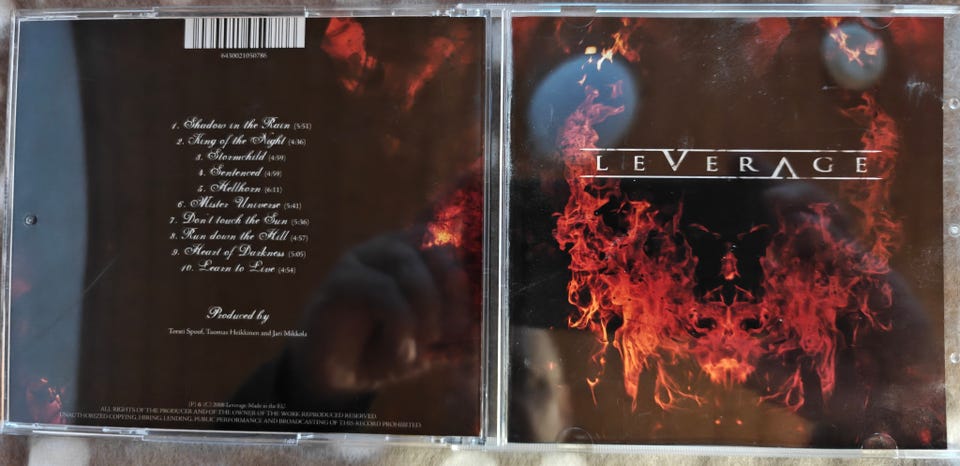 6430021050786
1. Shadow in the Rain (5:51)
2. King of the Night (4:36)
3. Stormchild (4:59)
4. Sentenced (4:59)
5. Hellhorn (6:11)
6. Mister Universe (5:41)
7. Don't touch the Sun (5:36)
8. Run down the Hill (4:57)
9. Heart of Darkness (5:05)
10. Learn to Live (4:54)
Produced by
Torsti Spoof, Tuomas Heikkinen and Jari Mikkola
(P) & (C) 2008 Leverage. Made in the EU.
ALL RIGHTS OF THE PRODUCER AND OF THE OWNER OF THE WORK REPRODUCED RESERVED.
UNAUTHORIZED COPYING, HIRING, LENDING, PUBLIC PERFORMANCE AND BROADCASTING OF THIS RECORD PROHIBITED.
LEVERAGE